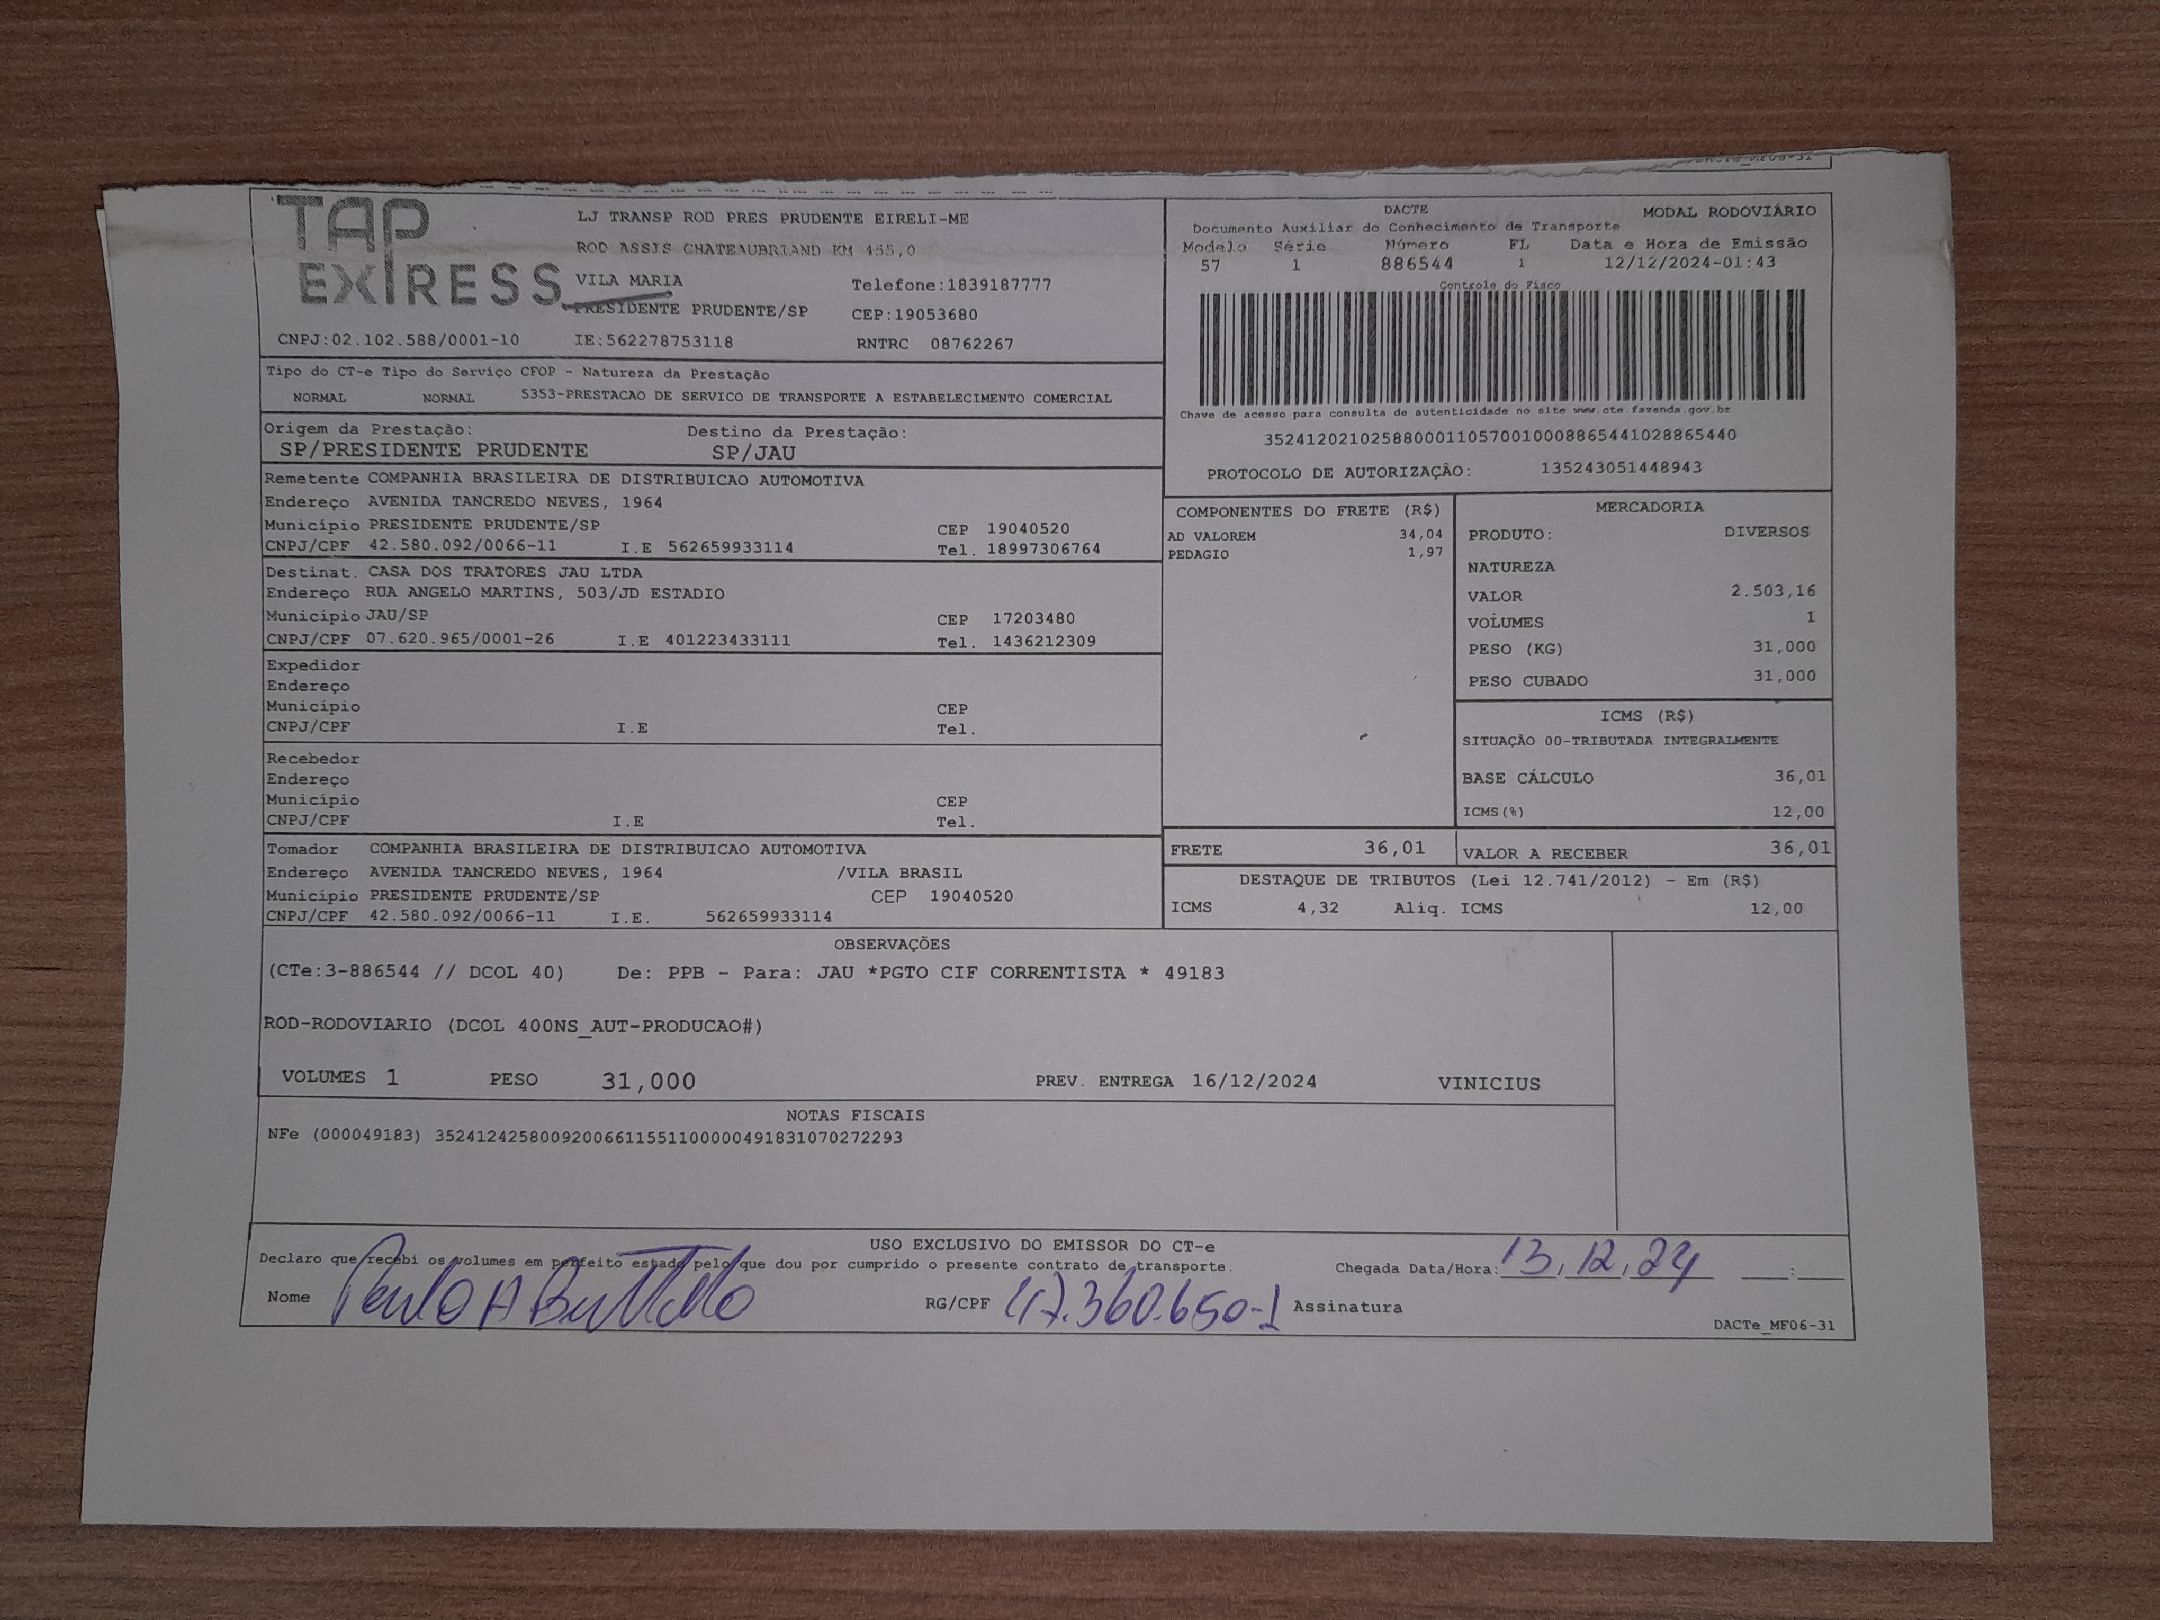 TAP
EXPRESS
LJ TRANSP ROD PRES PRUDENTE EIRELI-ME
ROD ASSIS CHATEAUBRIAND KM 455,0
VILA MARIA Telefone:1839187777
PRESIDENTE PRUDENTE/SP CEP:19053680
CNPJ:02.102.588/0001-10 IE:562278753118 RNTRC 08762267
DACTE MODAL RODOVIÁRIO
Documento Auxiliar do Conhecimento de Transporte
Modelo Série Número FL Data e Hora de Emissão
57 1 886544 1 12/12/2024-01:43
Controle do Fisco
Chave de acesso para consulta de autenticidade no site www.cte.fazenda.gov.br
35241202102588000110570010008865441028865440
PROTOCOLO DE AUTORIZAÇÃO: 135243051448943
Tipo do CT-e Tipo do Serviço CFOP - Natureza da Prestação
NORMAL NORMAL 5353-PRESTACAO DE SERVICO DE TRANSPORTE A ESTABELECIMENTO COMERCIAL
Origem da Prestação: Destino da Prestação:
SP/PRESIDENTE PRUDENTE SP/JAU
Remetente COMPANHIA BRASILEIRA DE DISTRIBUICAO AUTOMOTIVA
Endereço AVENIDA TANCREDO NEVES, 1964
Município PRESIDENTE PRUDENTE/SP CEP 19040520
CNPJ/CPF 42.580.092/0066-11 I.E 562659933114 Tel. 18997306764
Destinat. CASA DOS TRATORES JAU LTDA
Endereço RUA ANGELO MARTINS, 503/JD ESTADIO
Município JAU/SP CEP 17203480
CNPJ/CPF 07.620.965/0001-26 I.E 401223433111 Tel. 1436212309
Expedidor
Endereço
Município CEP
CNPJ/CPF I.E Tel.
Recebedor
Endereço
Município CEP
CNPJ/CPF I.E Tel.
Tomador COMPANHIA BRASILEIRA DE DISTRIBUICAO AUTOMOTIVA
Endereço AVENIDA TANCREDO NEVES, 1964 /VILA BRASIL
Município PRESIDENTE PRUDENTE/SP CEP 19040520
CNPJ/CPF 42.580.092/0066-11 I.E. 562659933114
COMPONENTES DO FRETE (R$)
AD VALOREM 34,04
PEDAGIO 1,97
MERCADORIA
PRODUTO: DIVERSOS
NATUREZA
VALOR 2.503,16
VOLUMES 1
PESO (KG) 31,000
PESO CUBADO 31,000
ICMS (R$)
SITUAÇÃO 00-TRIBUTADA INTEGRALMENTE
BASE CÁLCULO 36,01
ICMS(%) 12,00
FRETE 36,01 VALOR A RECEBER 36,01
DESTAQUE DE TRIBUTOS (Lei 12.741/2012) - Em (R$)
ICMS 4,32 Aliq. ICMS 12,00
OBSERVAÇÕES
(CTe:3-886544 // DCOL 40) De: PPB - Para: JAU *PGTO CIF CORRENTISTA * 49183
ROD-RODOVIARIO (DCOL 400NS_AUT-PRODUCAO#)
VOLUMES 1 PESO 31,000 PREV. ENTREGA 16/12/2024 VINICIUS
NOTAS FISCAIS
NFe (000049183) 35241242580092006611551100000491831070272293
USO EXCLUSIVO DO EMISSOR DO CT-e
Declaro que recebi os volumes em perfeito estado pelo que dou por cumprido o presente contrato de transporte. Chegada Data/Hora: 13,12,24 __:__
Nome Paulo A RG/CPF 47.360.650-1 Assinatura
DACTe_MF06-31